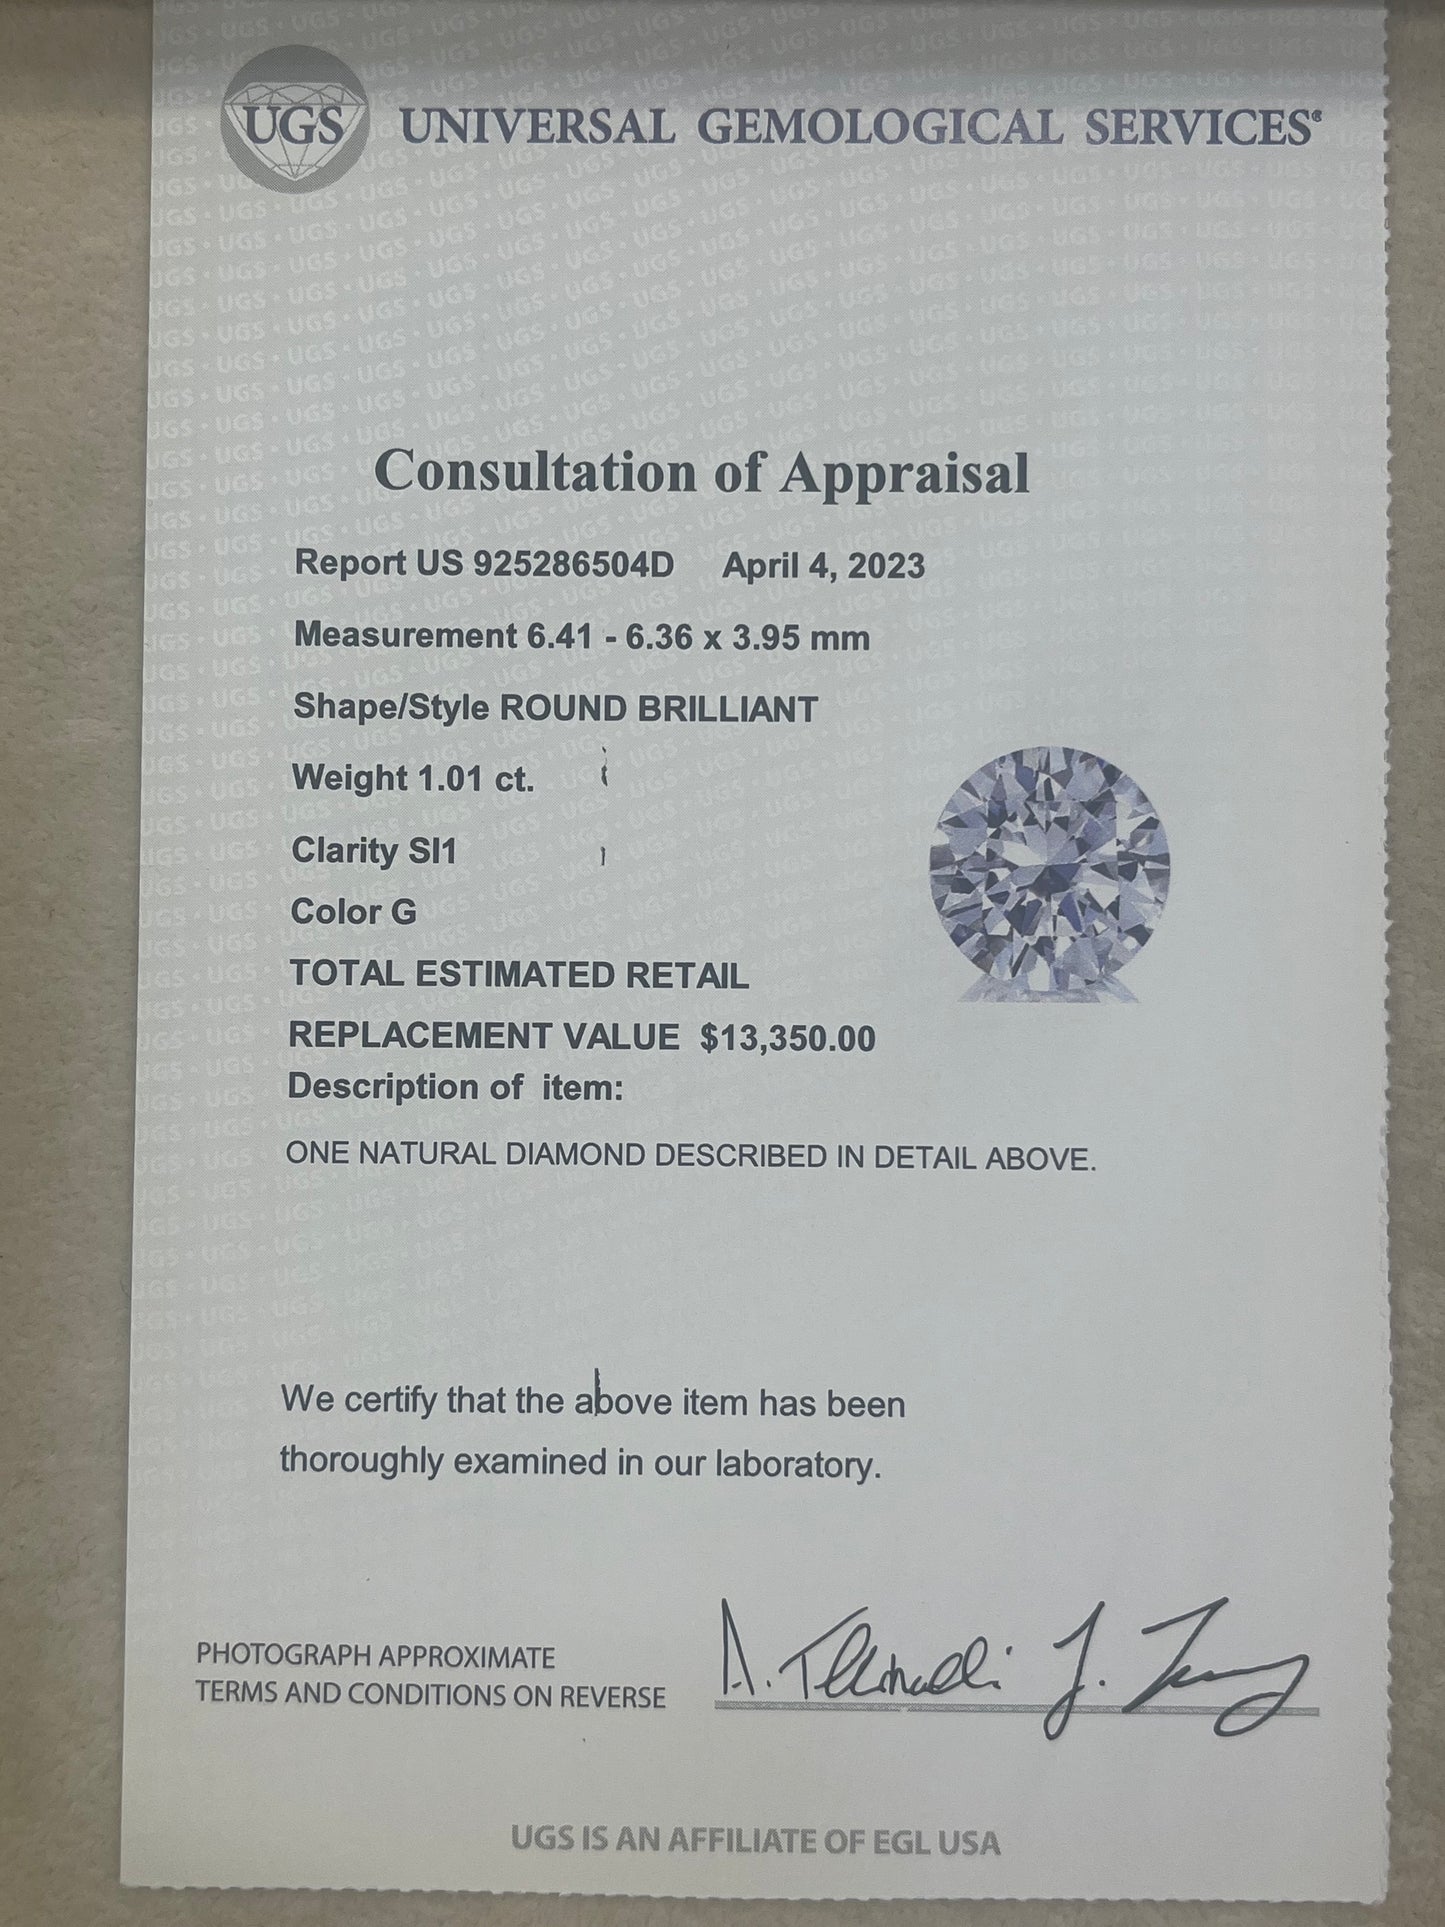 UGS UNIVERSAL GEMOLOGICAL SERVICES®
Consultation of Appraisal
Report US 925286504D April 4, 2023
Measurement 6.41 - 6.36 x 3.95 mm
Shape/Style ROUND BRILLIANT
Weight 1.01 ct.
Clarity SI1
Color G
TOTAL ESTIMATED RETAIL
REPLACEMENT VALUE $13,350.00
Description of item:
ONE NATURAL DIAMOND DESCRIBED IN DETAIL ABOVE.
We certify that the above item has been
thoroughly examined in our laboratory.
PHOTOGRAPH APPROXIMATE
TERMS AND CONDITIONS ON REVERSE
UGS IS AN AFFILIATE OF EGL USA